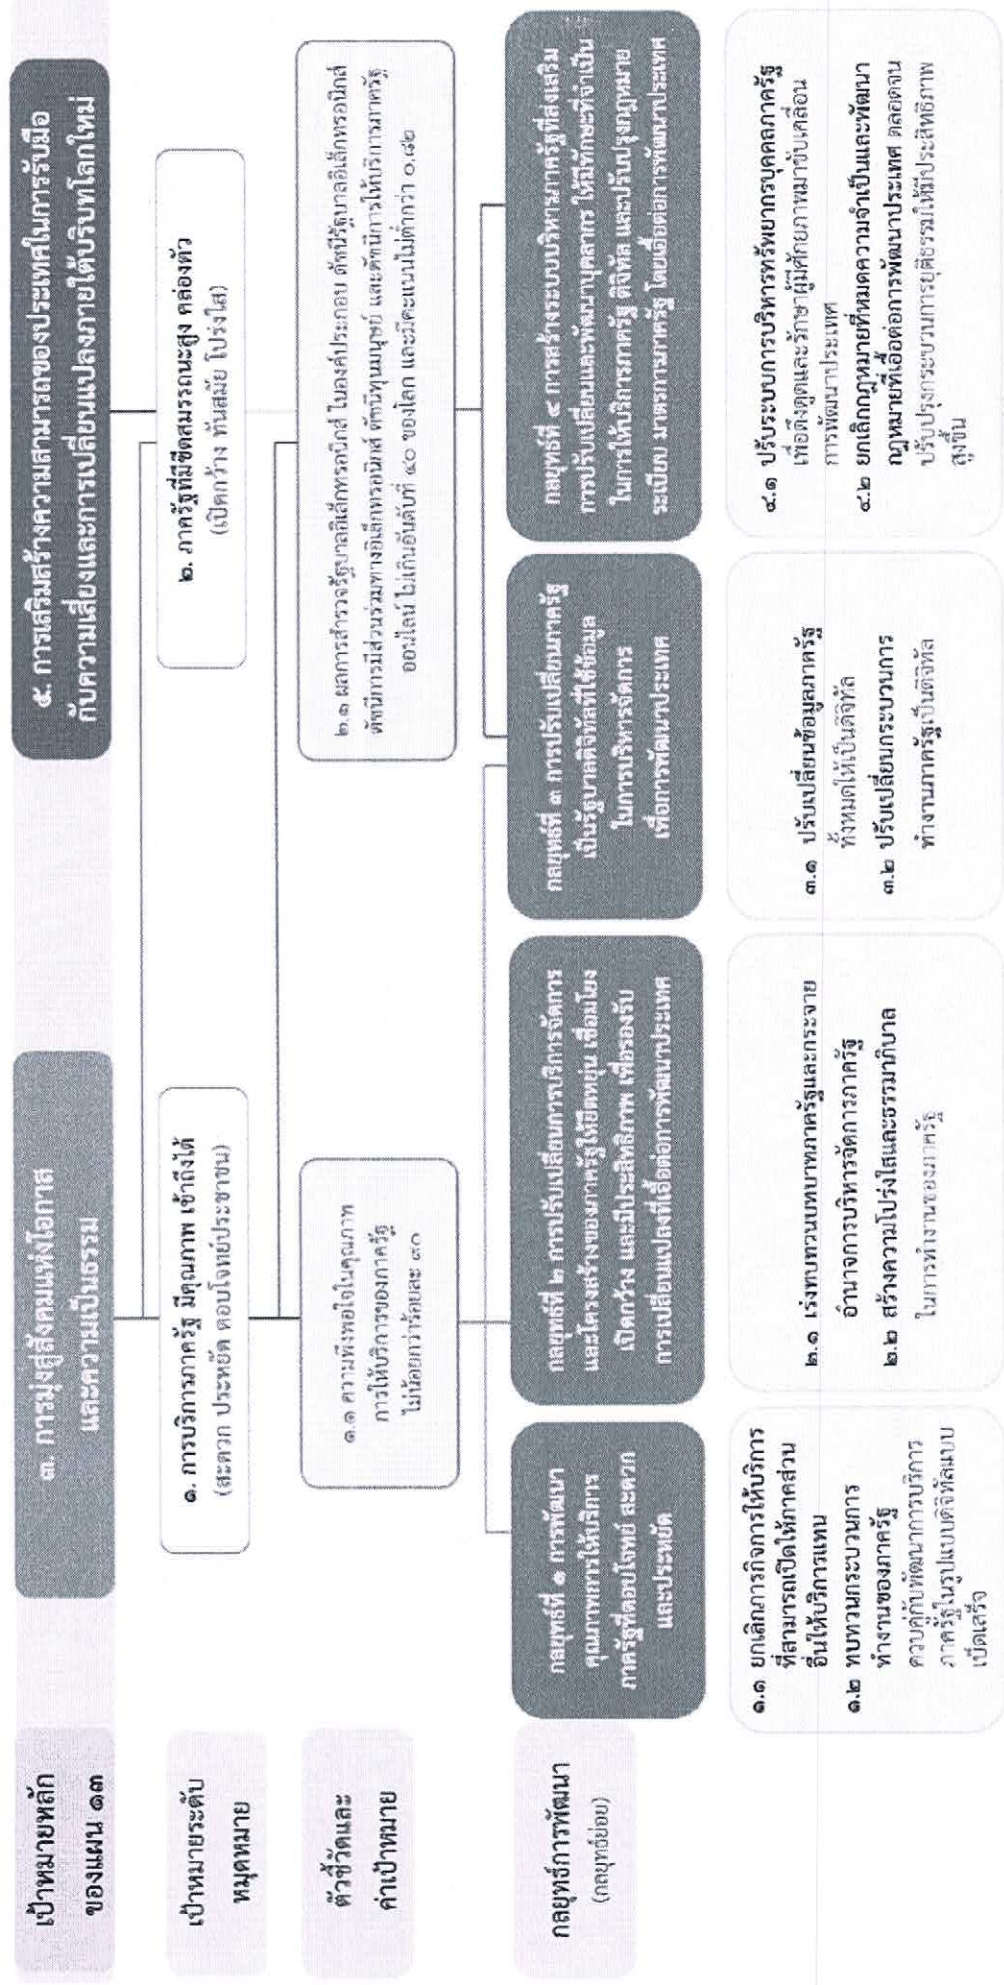 เป้าหมายหลัก
ของแผน ๑๓
๓. การมุ่งสู่สังคมแห่งโอกาส
และความเป็นธรรม
๕. การเสริมสร้างความสามารถของประเทศในการรับมือ
กับความเสี่ยงและการเปลี่ยนแปลงภายใต้บริบทโลกใหม่
เป้าหมายระดับ
หมุดหมาย
๑. การบริการภาครัฐ มีคุณภาพ เข้าถึงได้
(สะดวก ประหยัด ตอบโจทย์ประชาชน)
๒. ภาครัฐที่มีขีดสมรรถนะสูง คล่องตัว
(เปิดกว้าง ทันสมัย โปร่งใส)
ตัวชี้วัดและ
ค่าเป้าหมาย
๑.๑ ความพึงพอใจในคุณภาพ
การให้บริการของภาครัฐ
ไม่น้อยกว่าร้อยละ ๙๐
๒.๑ ผลการสำรวจรัฐบาลอิเล็กทรอนิกส์ ในองค์ประกอบ ดัชนีรัฐบาลอิเล็กทรอนิกส์
ดัชนีการมีส่วนร่วมทางอิเล็กทรอนิกส์ ดัชนีทุนมนุษย์ และดัชนีการให้บริการภาครัฐ
ออนไลน์ ไม่เกินอันดับที่ ๔๐ ของโลก และมีคะแนนไม่ต่ำกว่า ๐.๘๒
กลยุทธ์การพัฒนา
(กลยุทธ์ย่อย)
กลยุทธ์ที่ ๑ การพัฒนา
คุณภาพการให้บริการ
ภาครัฐที่ตอบโจทย์ สะดวก
และประหยัด
กลยุทธ์ที่ ๒ การปรับเปลี่ยนการบริการจัดการ
และโครงสร้างของภาครัฐให้ยืดหยุ่น เชื่อมโยง
เปิดกว้าง และมีประสิทธิภาพ เพื่อรองรับ
การเปลี่ยนแปลงที่เอื้อต่อการพัฒนาประเทศ
กลยุทธ์ที่ ๓ การปรับเปลี่ยนภาครัฐ
เป็นรัฐบาลดิจิทัลที่ใช้ข้อมูล
ในการบริหารจัดการ
เพื่อการพัฒนาประเทศ
กลยุทธ์ที่ ๔ การสร้างระบบบริหารภาครัฐที่ส่งเสริม
การปรับเปลี่ยนและพัฒนาบุคลากร ให้มีทักษะที่จำเป็น
ในการให้บริการภาครัฐ ดิจิทัล และปรับปรุงกฎหมาย
ระเบียบ มาตรการภาครัฐ โดยเอื้อต่อการพัฒนาประเทศ
๑.๑ ยกเลิกภารกิจการให้บริการ
ที่สามารถเปิดให้ภาคส่วน
อื่นให้บริการแทน
๑.๒ ทบทวนกระบวนการ
ทำงานของภาครัฐ
ควบคู่กับพัฒนาการบริการ
ภาครัฐในรูปแบบดิจิทัลแบบ
เบ็ดเสร็จ
๒.๑ เร่งทบทวนบทบาทภาครัฐและกระจาย
อำนาจการบริหารจัดการภาครัฐ
๒.๒ สร้างความโปร่งใสและธรรมาภิบาล
ในการทำงานของภาครัฐ
๓.๑ ปรับเปลี่ยนข้อมูลภาครัฐ
ทั้งหมดให้เป็นดิจิทัล
๓.๒ ปรับเปลี่ยนกระบวนการ
ทำงานภาครัฐเป็นดิจิทัล
๔.๑ ปรับระบบการบริหารทรัพยากรบุคคลภาครัฐ
เพื่อดึงดูดและรักษาผู้มีศักยภาพมาขับเคลื่อน
การพัฒนาประเทศ
๔.๒ ยกเลิกกฎหมายที่หมดความจำเป็นและพัฒนา
กฎหมายที่เอื้อต่อการพัฒนาประเทศ ตลอดจน
ปรับปรุงกระบวนการยุติธรรมให้มีประสิทธิภาพ
สูงขึ้น